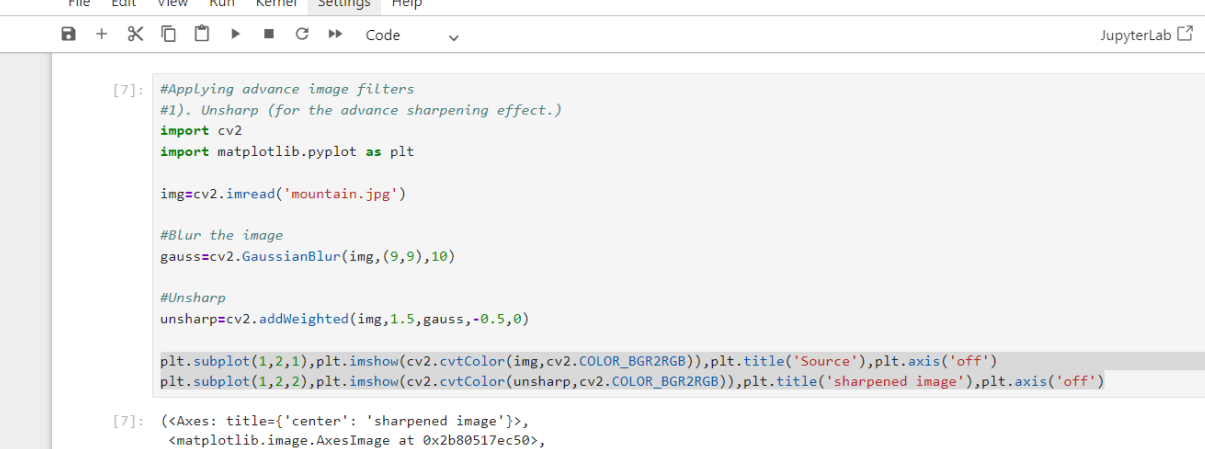 File Edit View Run Kernel Settings Help
Code JupyterLab
[7]: #Applying advance image filters
#1). Unsharp (for the advance sharpening effect.)
import cv2
import matplotlib.pyplot as plt
img=cv2.imread('mountain.jpg')
#Blur the image
gauss=cv2.GaussianBlur(img,(9,9),10)
#Unsharp
unsharp=cv2.addWeighted(img,1.5,gauss,-0.5,0)
plt.subplot(1,2,1),plt.imshow(cv2.cvtColor(img,cv2.COLOR_BGR2RGB)),plt.title('Source'),plt.axis('off')
plt.subplot(1,2,2),plt.imshow(cv2.cvtColor(unsharp,cv2.COLOR_BGR2RGB)),plt.title('sharpened image'),plt.axis('off')
[7]: (<Axes: title={'center': 'sharpened image'}>,
<matplotlib.image.AxesImage at 0x2b80517ec50>,